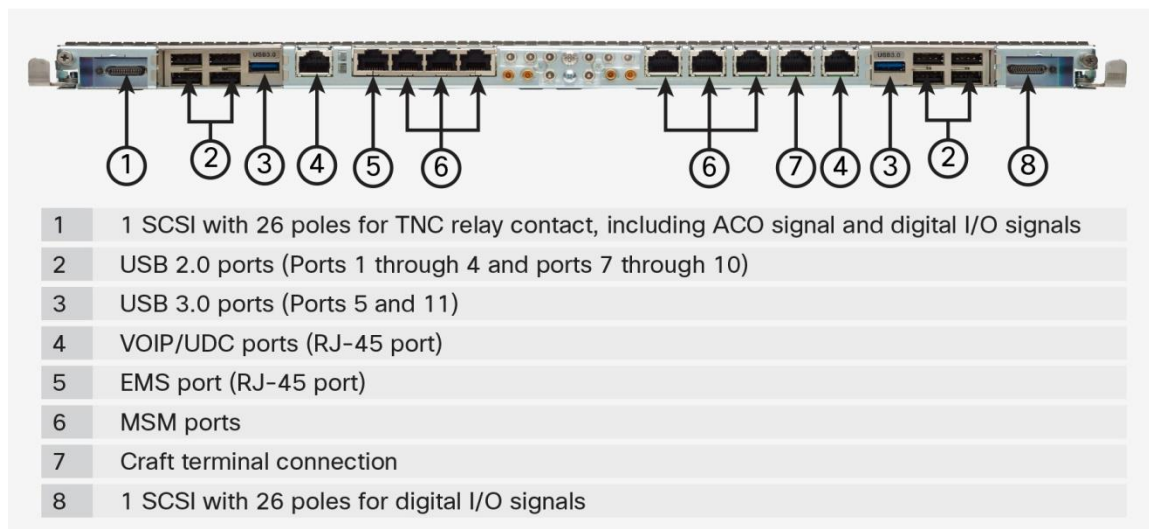 USB3.0
USB3.0
1 2 3 4 5 6 6 7 4 3 2 8
1 1 SCSI with 26 poles for TNC relay contact, including ACO signal and digital I/O signals
2 USB 2.0 ports (Ports 1 through 4 and ports 7 through 10)
3 USB 3.0 ports (Ports 5 and 11)
4 VOIP/UDC ports (RJ-45 port)
5 EMS port (RJ-45 port)
6 MSM ports
7 Craft terminal connection
8 1 SCSI with 26 poles for digital I/O signals